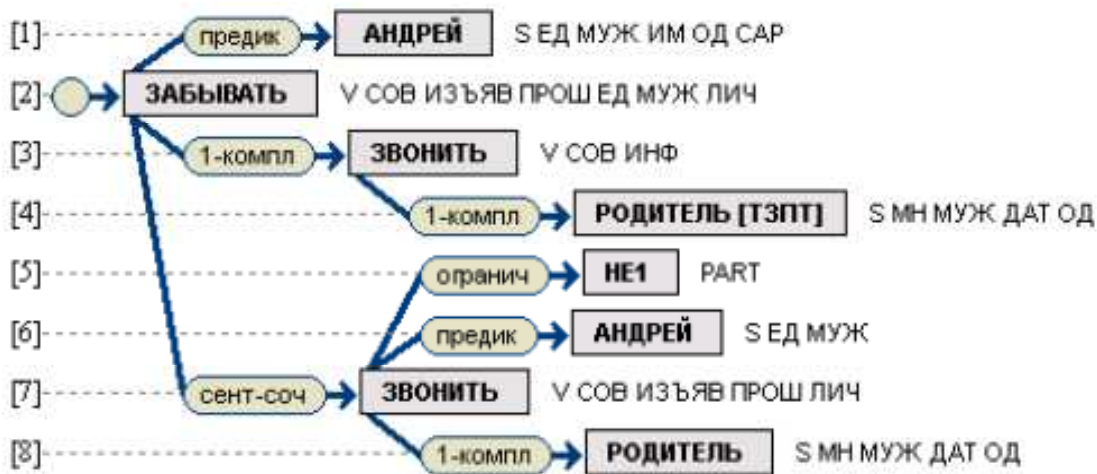 [1] предик АНДРЕЙ S ЕД МУЖ ИМ ОД САР
[2] ЗАБЫВАТЬ V СОВ ИЗЪЯВ ПРОШ ЕД МУЖ ЛИЧ
[3] 1-компл ЗВОНИТЬ V СОВ ИНФ
[4] 1-компл РОДИТЕЛЬ [ТЗПТ] S МН МУЖ ДАТ ОД
[5] огранич НЕ1 PART
[6] предик АНДРЕЙ S ЕД МУЖ
[7] сент-соч ЗВОНИТЬ V СОВ ИЗЪЯВ ПРОШ ЛИЧ
[8] 1-компл РОДИТЕЛЬ S МН МУЖ ДАТ ОД